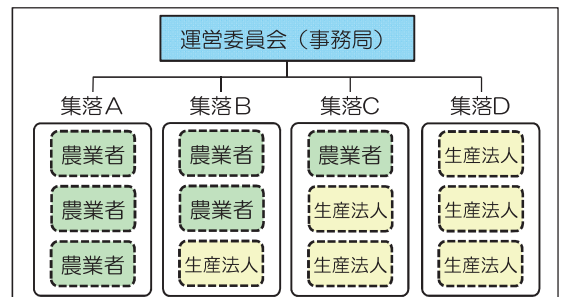 運営委員会（事務局）
集落A
農業者
農業者
農業者
集落B
農業者
農業者
生産法人
集落C
農業者
生産法人
生産法人
集落D
生産法人
生産法人
生産法人